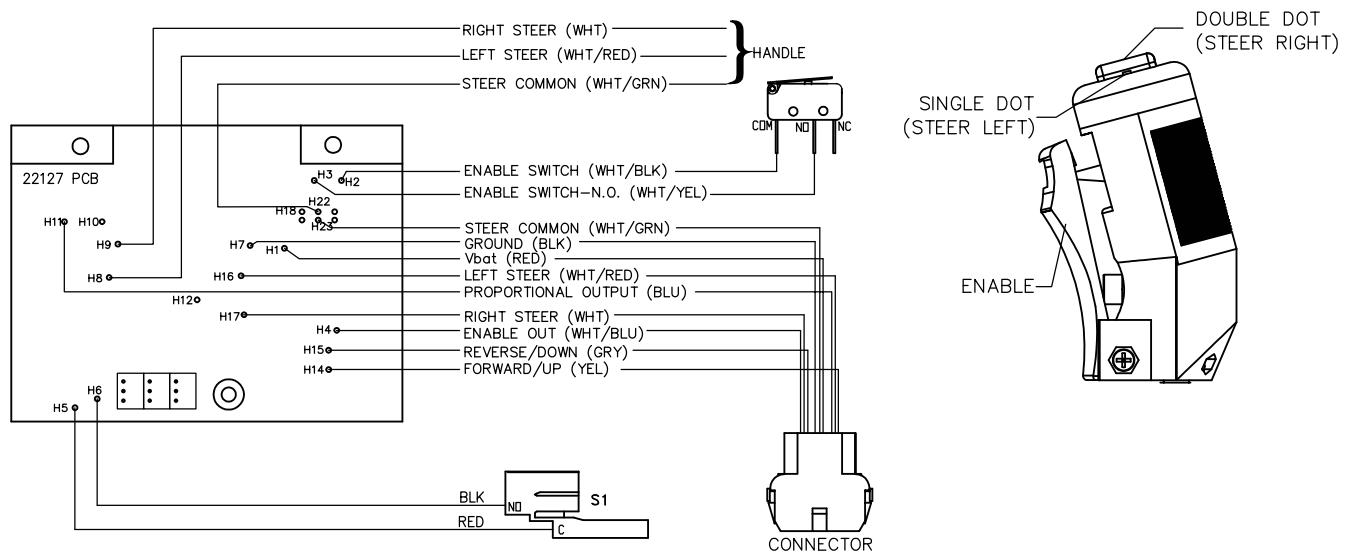 RIGHT STEER (WHT)
LEFT STEER (WHT/RED)
STEER COMMON (WHT/GRN)
HANDLE
COM
NO
NC
DOUBLE DOT
(STEER RIGHT)
SINGLE DOT
(STEER LEFT)
ENABLE
22127 PCB
H3
H2
ENABLE SWITCH (WHT/BLK)
ENABLE SWITCH-N.O. (WHT/YEL)
H22
H18
H23
H11
H10
H9
H7
H1
H8
H16
H12
H17
H4
H15
H14
STEER COMMON (WHT/GRN)
GROUND (BLK)
Vbat (RED)
LEFT STEER (WHT/RED)
PROPORTIONAL OUTPUT (BLU)
RIGHT STEER (WHT)
ENABLE OUT (WHT/BLU)
REVERSE/DOWN (GRY)
FORWARD/UP (YEL)
H6
H5
BLK
RED
NO
C
S1
CONNECTOR